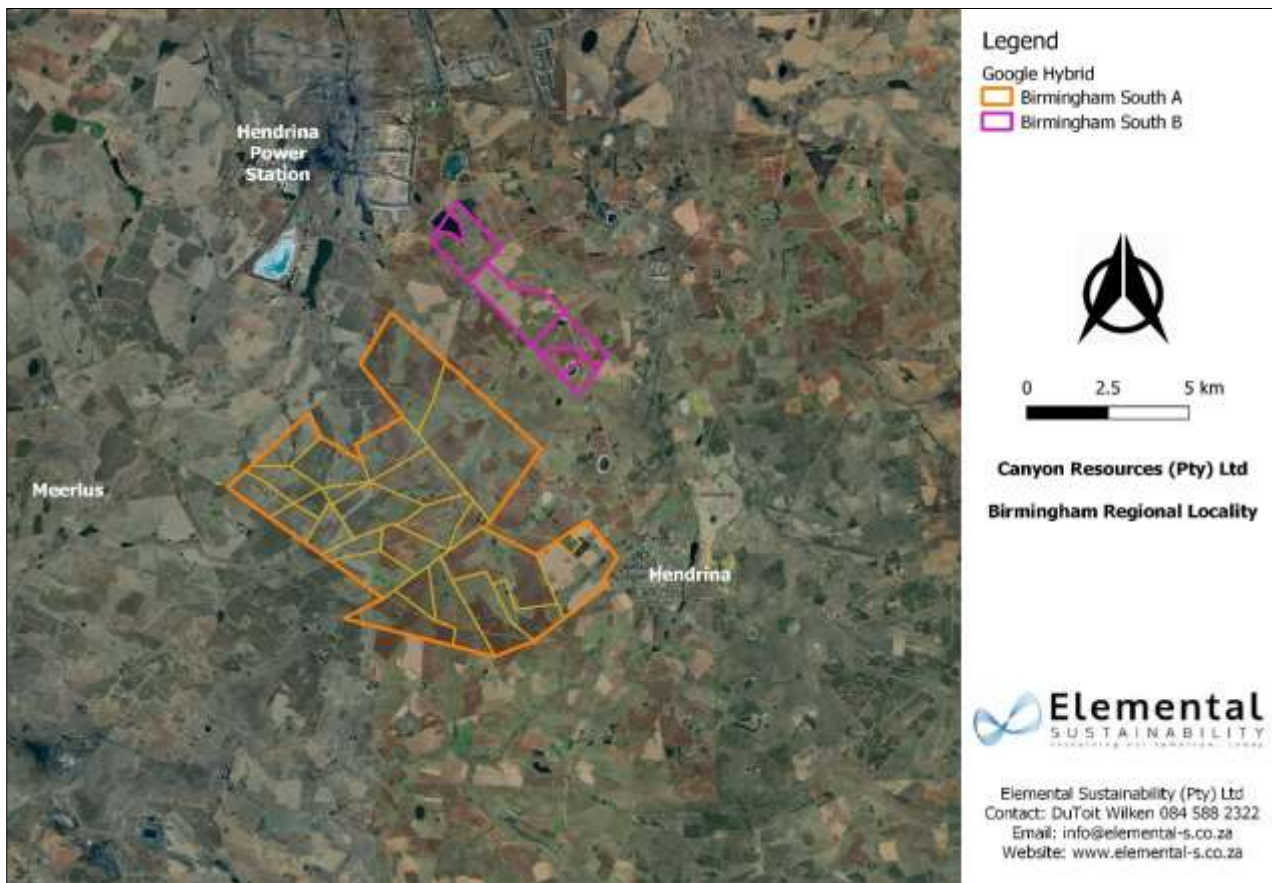 Hendrina
Power
Station
Meerlus
Hendrina
Legend
Google Hybrid
Birmingham South A
Birmingham South B
0 2.5 5 km
Canyon Resources (Pty) Ltd
Birmingham Regional Locality
Elemental
SUSTAINABILITY
Elemental Sustainability (Pty) Ltd
Contact: DuToit Wilken 084 588 2322
Email: info@elemental-s.co.za
Website: www.elemental-s.co.za